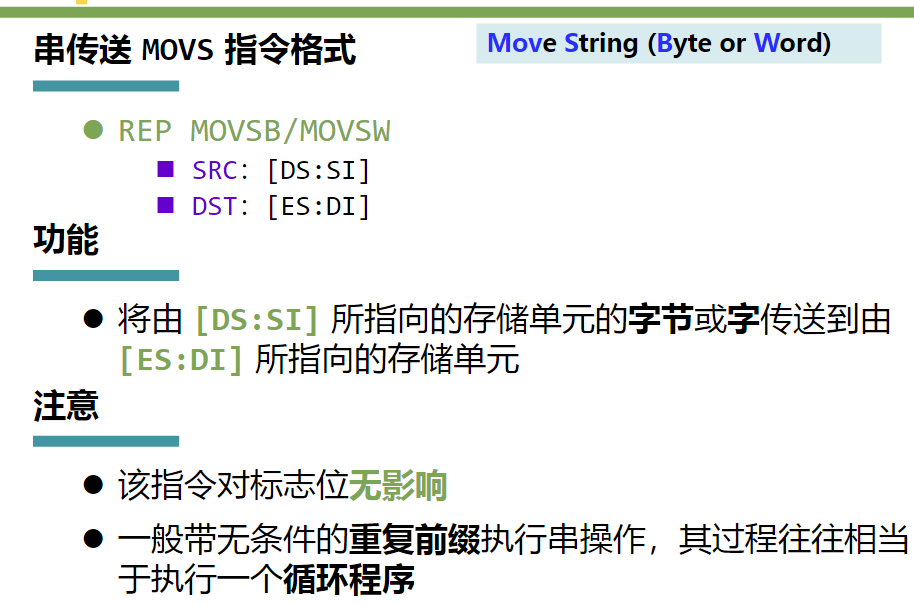 串传送 MOVS 指令格式
Move String (Byte or Word)
REP MOVSB/MOVSW
SRC: [DS:SI]
DST: [ES:DI]
功能
将由 [DS:SI] 所指向的存储单元的字节或字传送到由
[ES:DI] 所指向的存储单元
注意
该指令对标志位无影响
一般带无条件的重复前缀执行串操作，其过程往往相当
于执行一个循环程序